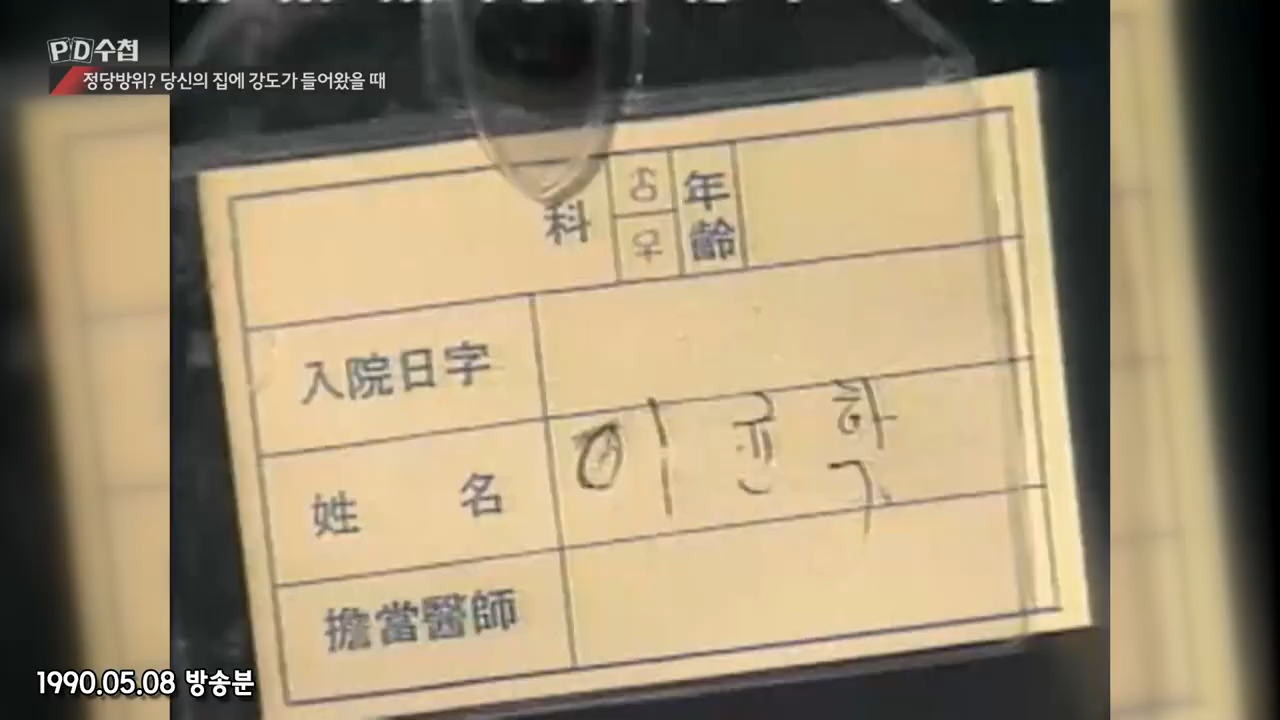 PD수첩
정당방위? 당신의 집에 강도가 들어왔을 때
科 ♂ ♀ 年齡
入院日字
姓 名 이
擔當醫師
1990.05.08 방송분